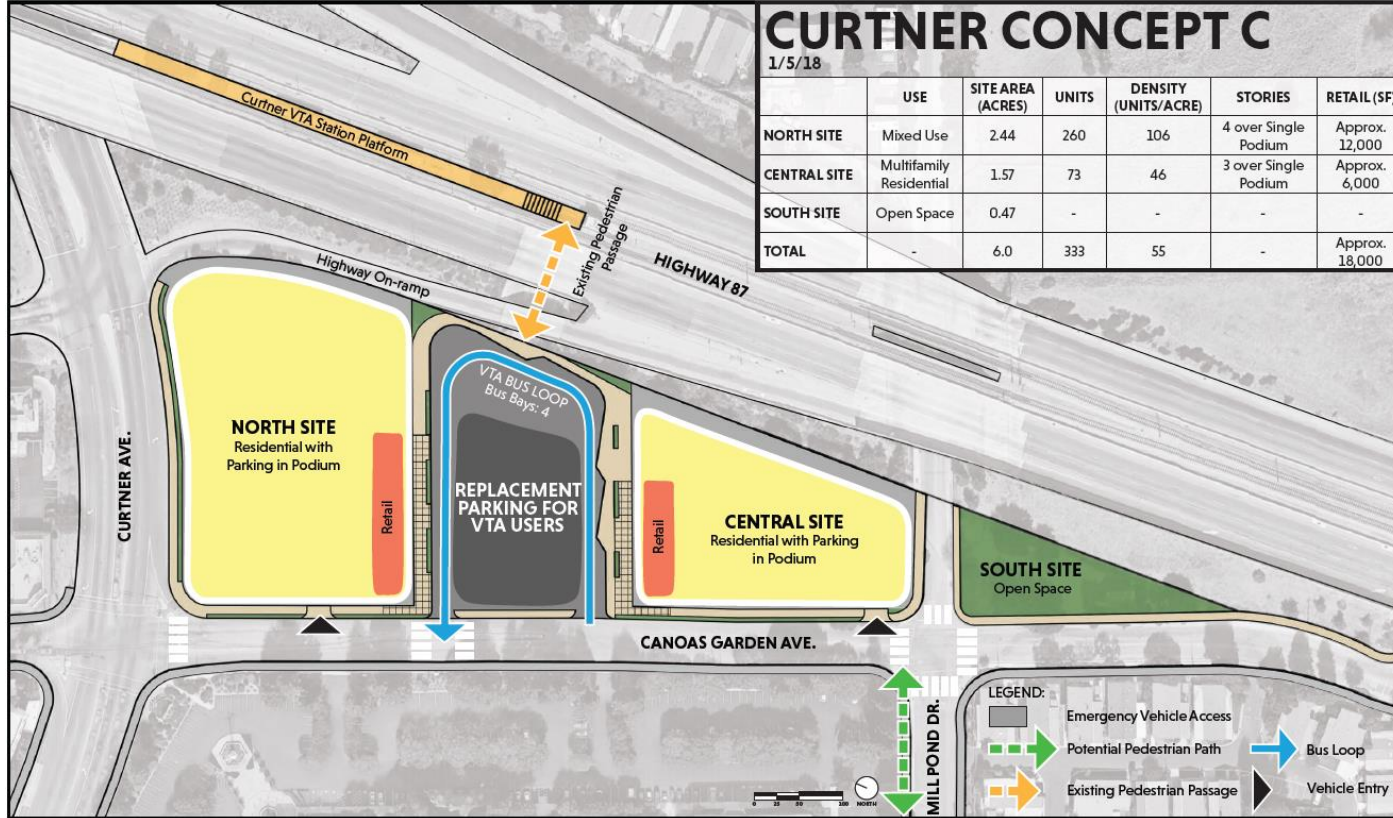 CURTNER CONCEPT C
1/5/18
USE
SITE AREA
(ACRES)
UNITS
DENSITY
(UNITS/ACRE)
STORIES
RETAIL (SF)
NORTH SITE
Mixed Use
2.44
260
106
4 over Single
Podium
Approx.
12,000
CENTRAL SITE
Multifamily
Residential
1.57
73
46
3 over Single
Podium
Approx.
6,000
SOUTH SITE
Open Space
0.47
-
-
-
-
TOTAL
-
6.0
333
55
-
Approx.
18,000
Curtner VTA Station Platform
Existing Pedestrian
Passage
HIGHWAY 87
Highway On-ramp
VTA BUS LOOP
Bus Bays: 4
NORTH SITE
Residential with
Parking in Podium
Retail
REPLACEMENT
PARKING FOR
VTA USERS
Retail
CENTRAL SITE
Residential with Parking
in Podium
SOUTH SITE
Open Space
CURTNER AVE.
CANOAS GARDEN AVE.
MILL POND DR.
LEGEND:
Emergency Vehicle Access
Potential Pedestrian Path
Bus Loop
Existing Pedestrian Passage
Vehicle Entry
0 25 50 100
NORTH